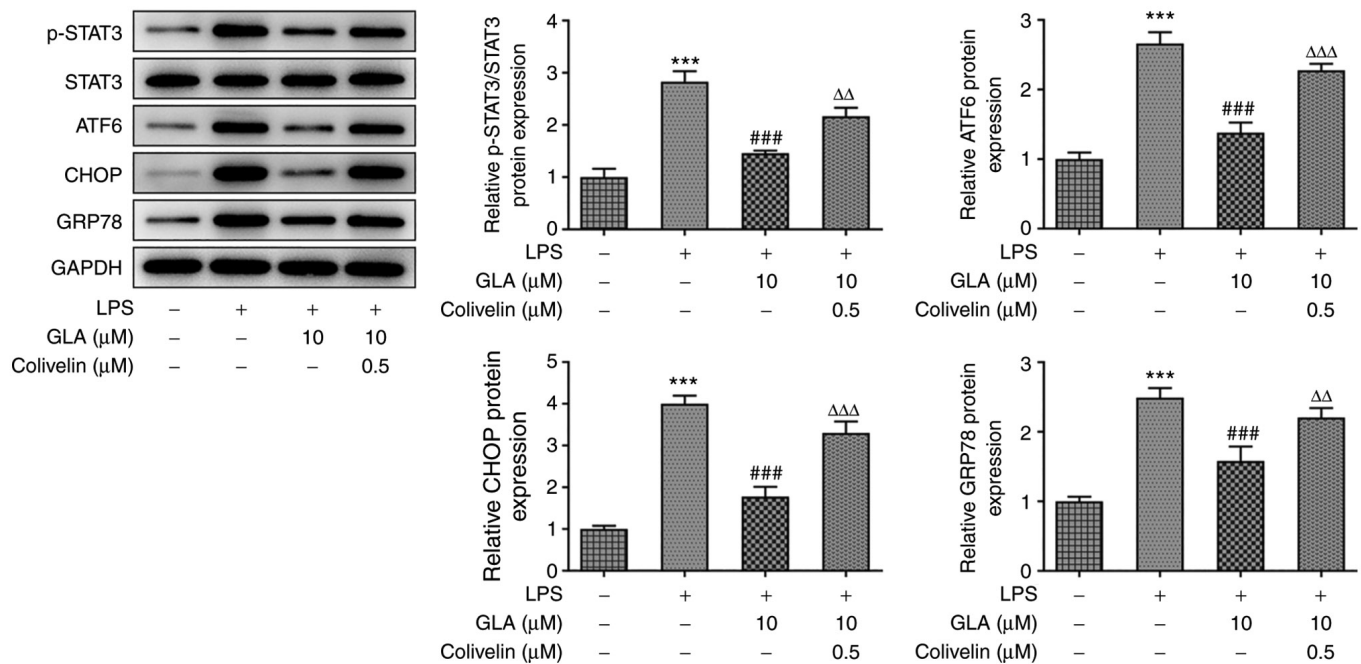 p-STAT3
STAT3
ATF6
CHOP
GRP78
GAPDH
LPS – + + +
GLA (μM) – – 10 10
Colivelin (μM) – – – 0.5
Relative p-STAT3/STAT3
protein expression
4
3
2
1
0
***
###
ΔΔ
LPS – + + +
GLA (μM) – – 10 10
Colivelin (μM) – – – 0.5
Relative ATF6 protein
expression
3
2
1
0
***
###
ΔΔΔ
LPS – + + +
GLA (μM) – – 10 10
Colivelin (μM) – – – 0.5
Relative CHOP protein
expression
5
4
3
2
1
0
***
###
ΔΔΔ
LPS – + + +
GLA (μM) – – 10 10
Colivelin (μM) – – – 0.5
Relative GRP78 protein
expression
3
2
1
0
***
###
ΔΔ
LPS – + + +
GLA (μM) – – 10 10
Colivelin (μM) – – – 0.5